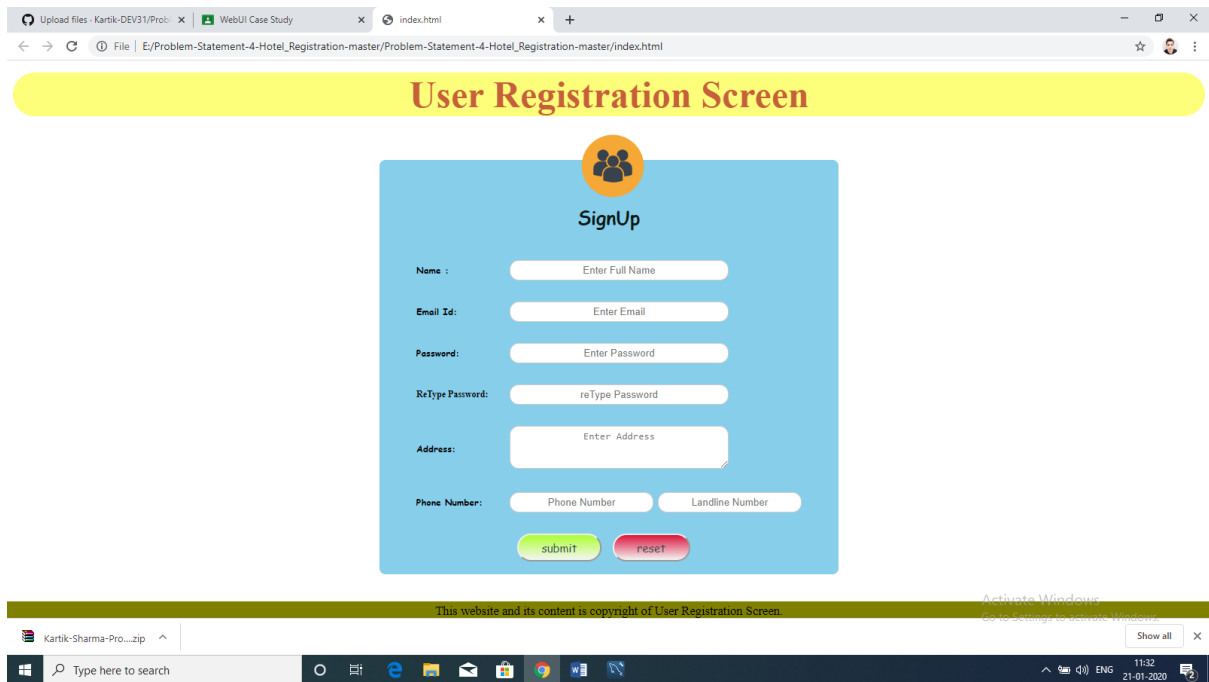 Upload files · Kartik-DEV31/Probl
WebUI Case Study
index.html
File | E:/Problem-Statement-4-Hotel_Registration-master/Problem-Statement-4-Hotel_Registration-master/index.html
User Registration Screen
SignUp
Name :
Enter Full Name
Email Id:
Enter Email
Password:
Enter Password
ReType Password:
reType Password
Address:
Enter Address
Phone Number:
Phone Number
Landline Number
submit
reset
This website and its content is copyright of User Registration Screen.
Activate Windows
Go to Settings to activate Windows.
Kartik-Sharma-Pro....zip
Show all
Type here to search
ENG
11:32
21-01-2020
2